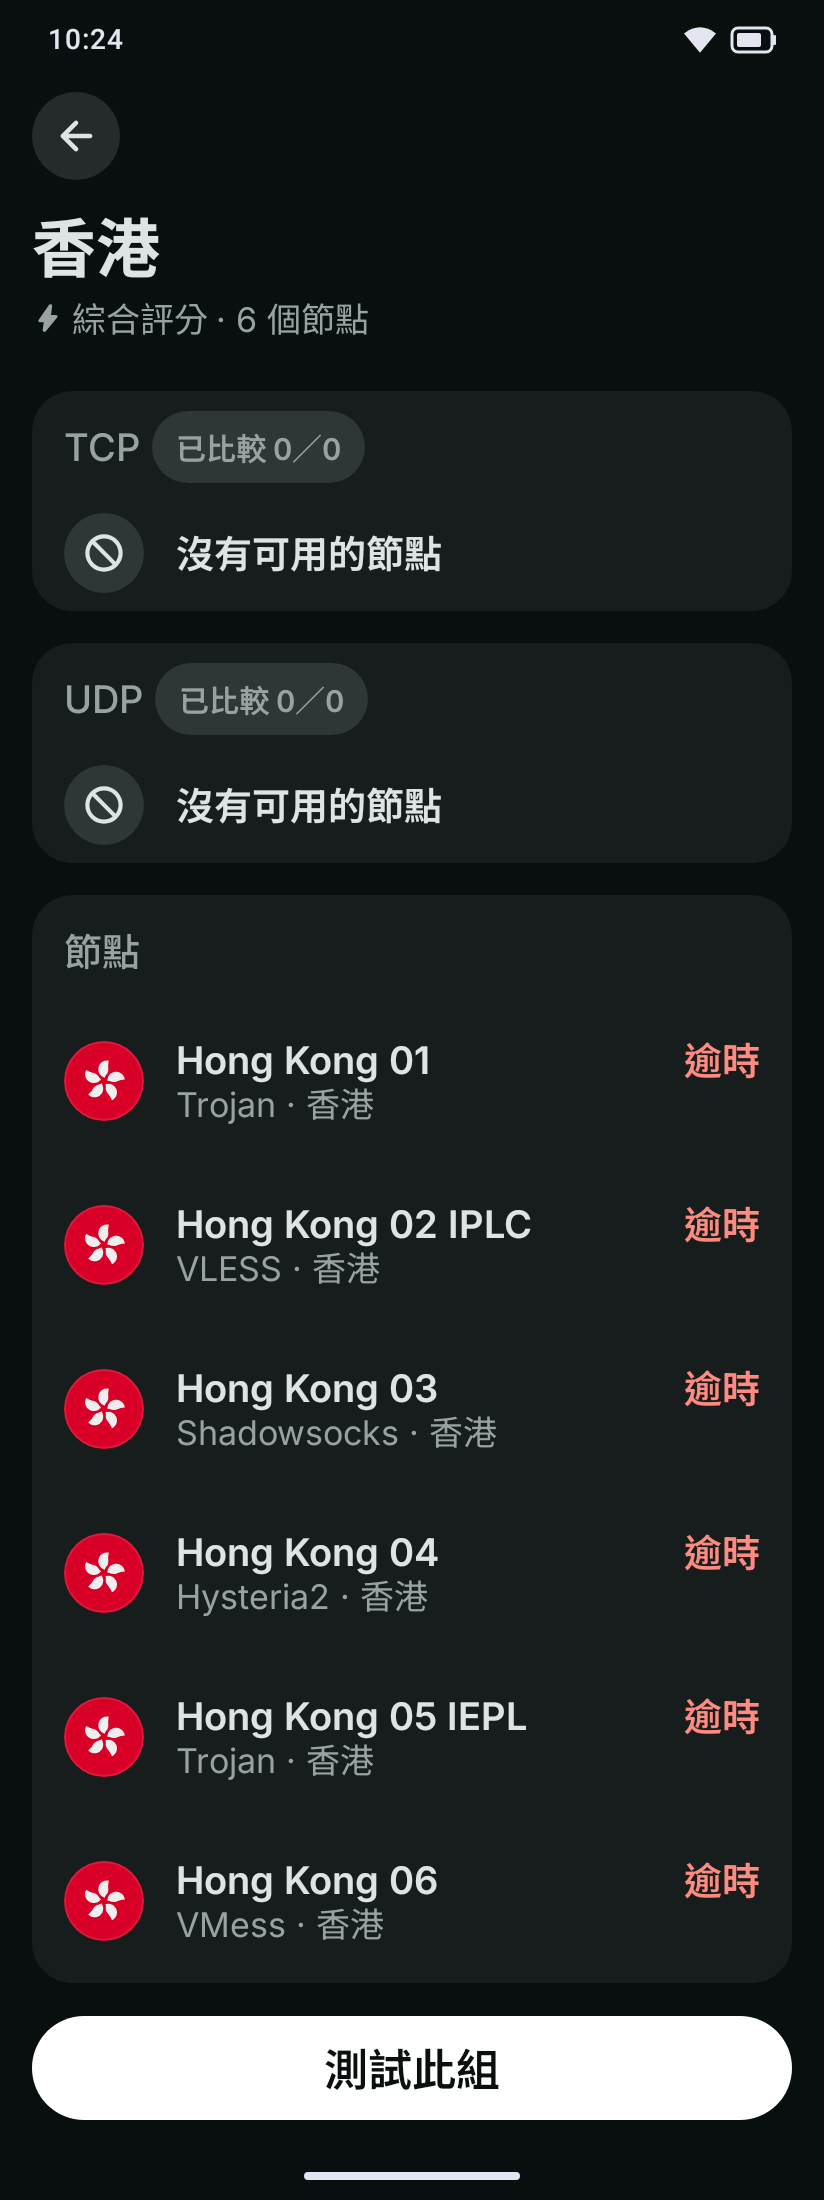 10:24
香港
綜合評分 · 6 個節點
TCP 已比較 0／0
沒有可用的節點
UDP 已比較 0／0
沒有可用的節點
節點
Hong Kong 01 逾時
Trojan · 香港
Hong Kong 02 IPLC 逾時
VLESS · 香港
Hong Kong 03 逾時
Shadowsocks · 香港
Hong Kong 04 逾時
Hysteria2 · 香港
Hong Kong 05 IEPL 逾時
Trojan · 香港
Hong Kong 06 逾時
VMess · 香港
測試此組